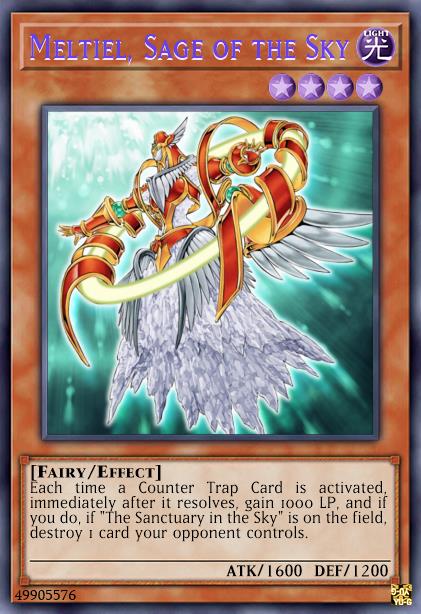 Meltiel, Sage of the Sky
LIGHT
光
[Fairy/Effect]
Each time a Counter Trap Card is activated,
immediately after it resolves, gain 1000 LP, and if
you do, if "The Sanctuary in the Sky" is on the field,
destroy 1 card your opponent controls.
ATK/1600 DEF/1200
49905576